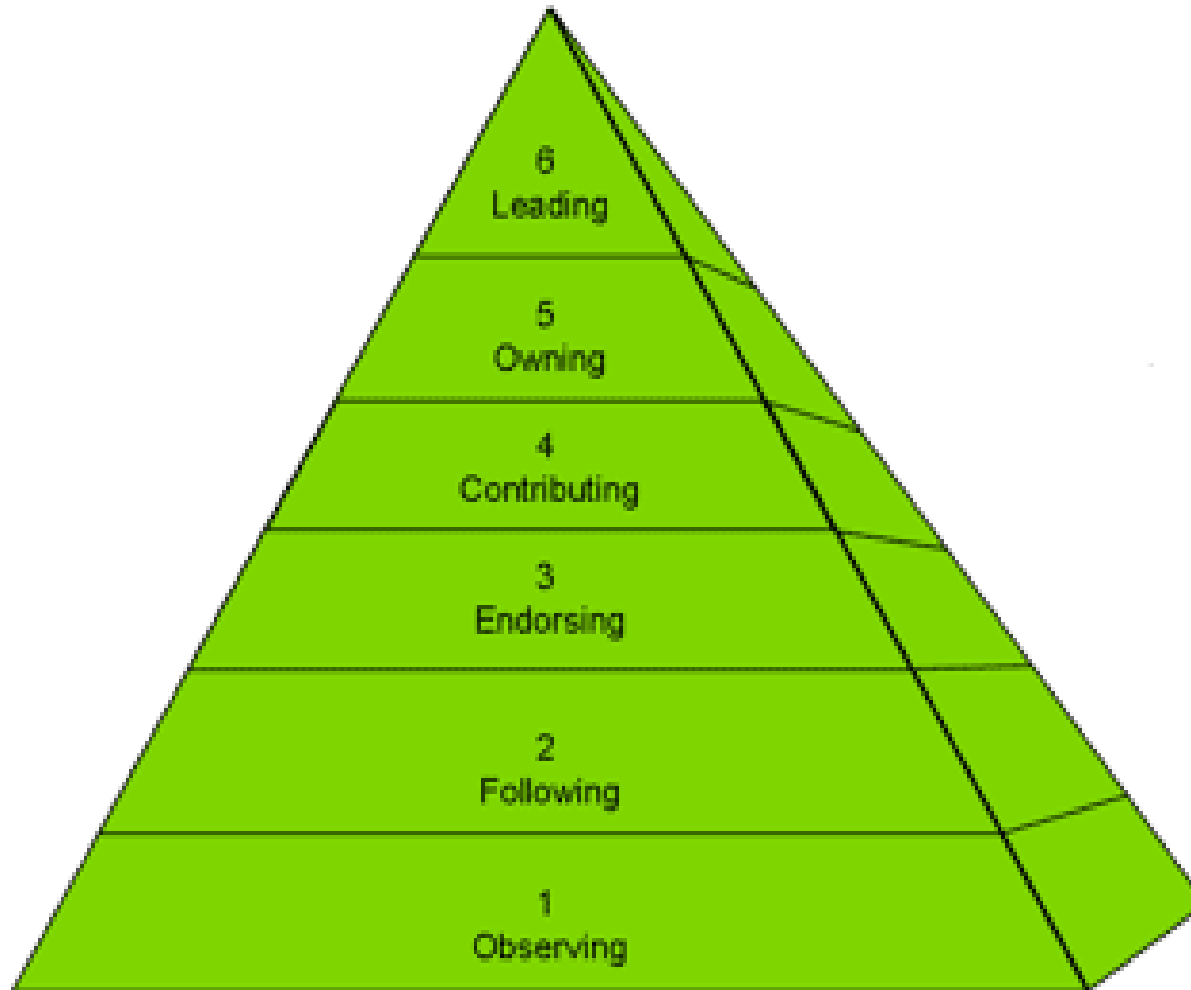 6
Leading
5
Owning
4
Contributing
3
Endorsing
2
Following
1
Observing